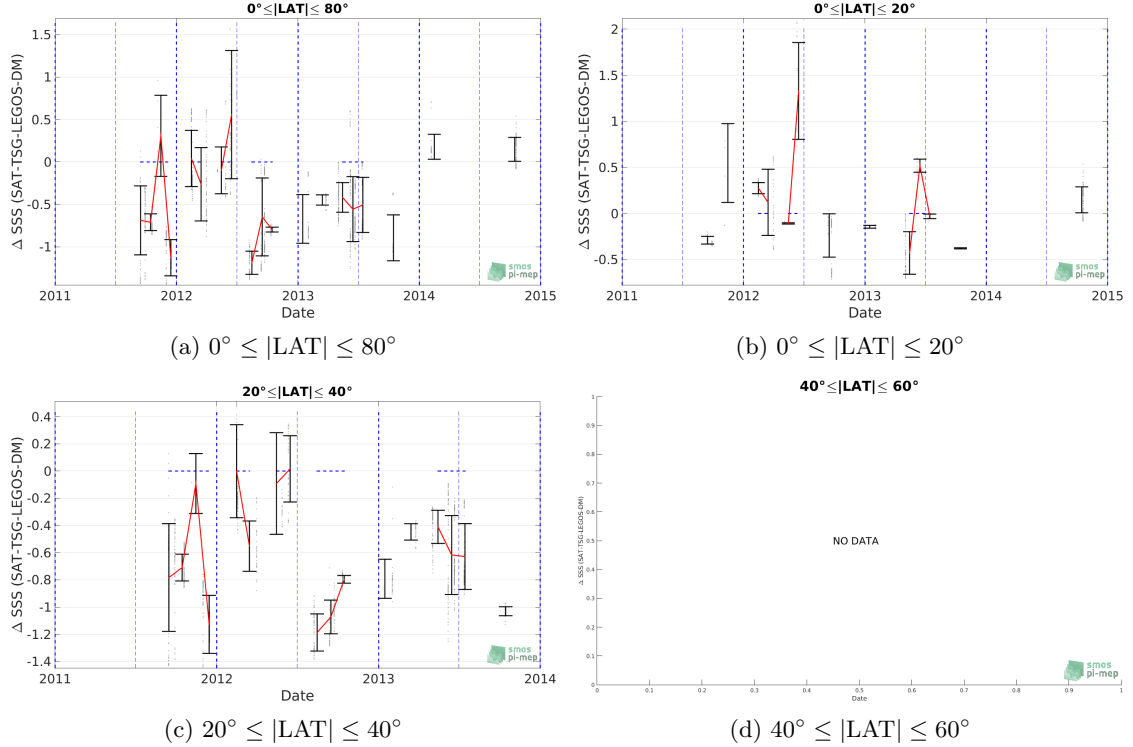 0°≤|LAT|≤ 80°
Δ SSS (SAT-TSG-LEGOS-DM)
1.5
1
0.5
0
-0.5
-1
2011
2012
2013
2014
2015
Date
smos
pi-mep
(a) 0° ≤ |LAT| ≤ 80°
0°≤|LAT|≤ 20°
Δ SSS (SAT-TSG-LEGOS-DM)
2
1.5
1
0.5
0
-0.5
2011
2012
2013
2014
2015
Date
smos
pi-mep
(b) 0° ≤ |LAT| ≤ 20°
20°≤|LAT|≤ 40°
Δ SSS (SAT-TSG-LEGOS-DM)
0.4
0.2
0
-0.2
-0.4
-0.6
-0.8
-1
-1.2
-1.4
2011
2012
2013
2014
Date
smos
pi-mep
(c) 20° ≤ |LAT| ≤ 40°
40°≤|LAT|≤ 60°
Δ SSS (SAT-TSG-LEGOS-DM)
1
0.9
0.8
0.7
0.6
0.5
0.4
0.3
0.2
0.1
0
NO DATA
0
0.1
0.2
0.3
0.4
0.5
0.6
0.7
0.8
0.9
1
Date
smos
pi-mep
(d) 40° ≤ |LAT| ≤ 60°